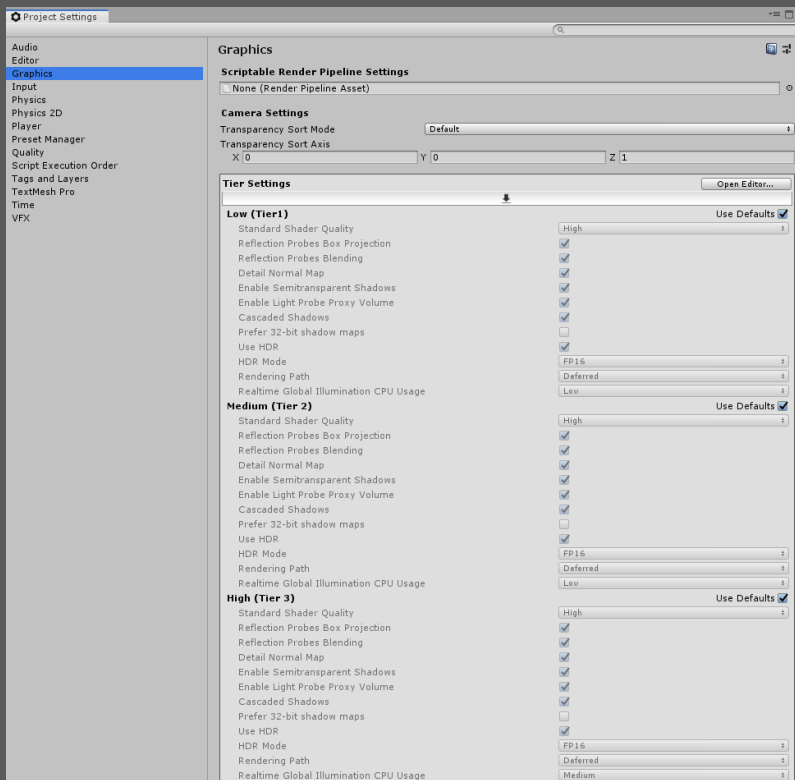 Project Settings
Audio
Editor
Graphics
Input
Physics
Physics 2D
Player
Preset Manager
Quality
Script Execution Order
Tags and Layers
TextMesh Pro
Time
VFX
Graphics
Scriptable Render Pipeline Settings
None (Render Pipeline Asset)
Camera Settings
Transparency Sort Mode Default
Transparency Sort Axis
X 0 Y 0 Z 1
Tier Settings Open Editor...
Low (Tier1) Use Defaults
Standard Shader Quality High
Reflection Probes Box Projection
Reflection Probes Blending
Detail Normal Map
Enable Semitransparent Shadows
Enable Light Probe Proxy Volume
Cascaded Shadows
Prefer 32-bit shadow maps
Use HDR
HDR Mode FP16
Rendering Path Deferred
Realtime Global Illumination CPU Usage Low
Medium (Tier 2) Use Defaults
Standard Shader Quality High
Reflection Probes Box Projection
Reflection Probes Blending
Detail Normal Map
Enable Semitransparent Shadows
Enable Light Probe Proxy Volume
Cascaded Shadows
Prefer 32-bit shadow maps
Use HDR
HDR Mode FP16
Rendering Path Deferred
Realtime Global Illumination CPU Usage Low
High (Tier 3) Use Defaults
Standard Shader Quality High
Reflection Probes Box Projection
Reflection Probes Blending
Detail Normal Map
Enable Semitransparent Shadows
Enable Light Probe Proxy Volume
Cascaded Shadows
Prefer 32-bit shadow maps
Use HDR
HDR Mode FP16
Rendering Path Deferred
Realtime Global Illumination CPU Usage Medium